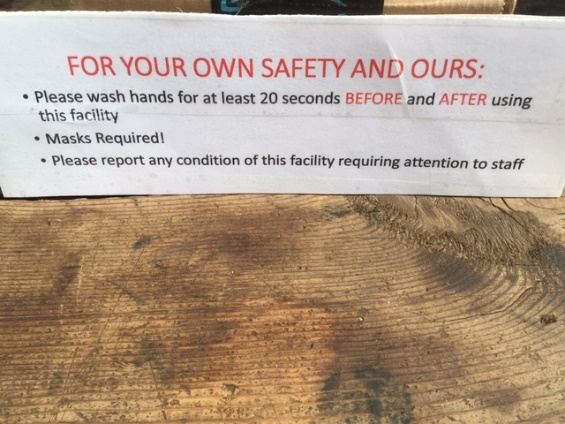 FOR YOUR OWN SAFETY AND OURS:
• Please wash hands for at least 20 seconds BEFORE and AFTER using
this facility
• Masks Required!
• Please report any condition of this facility requiring attention to staff